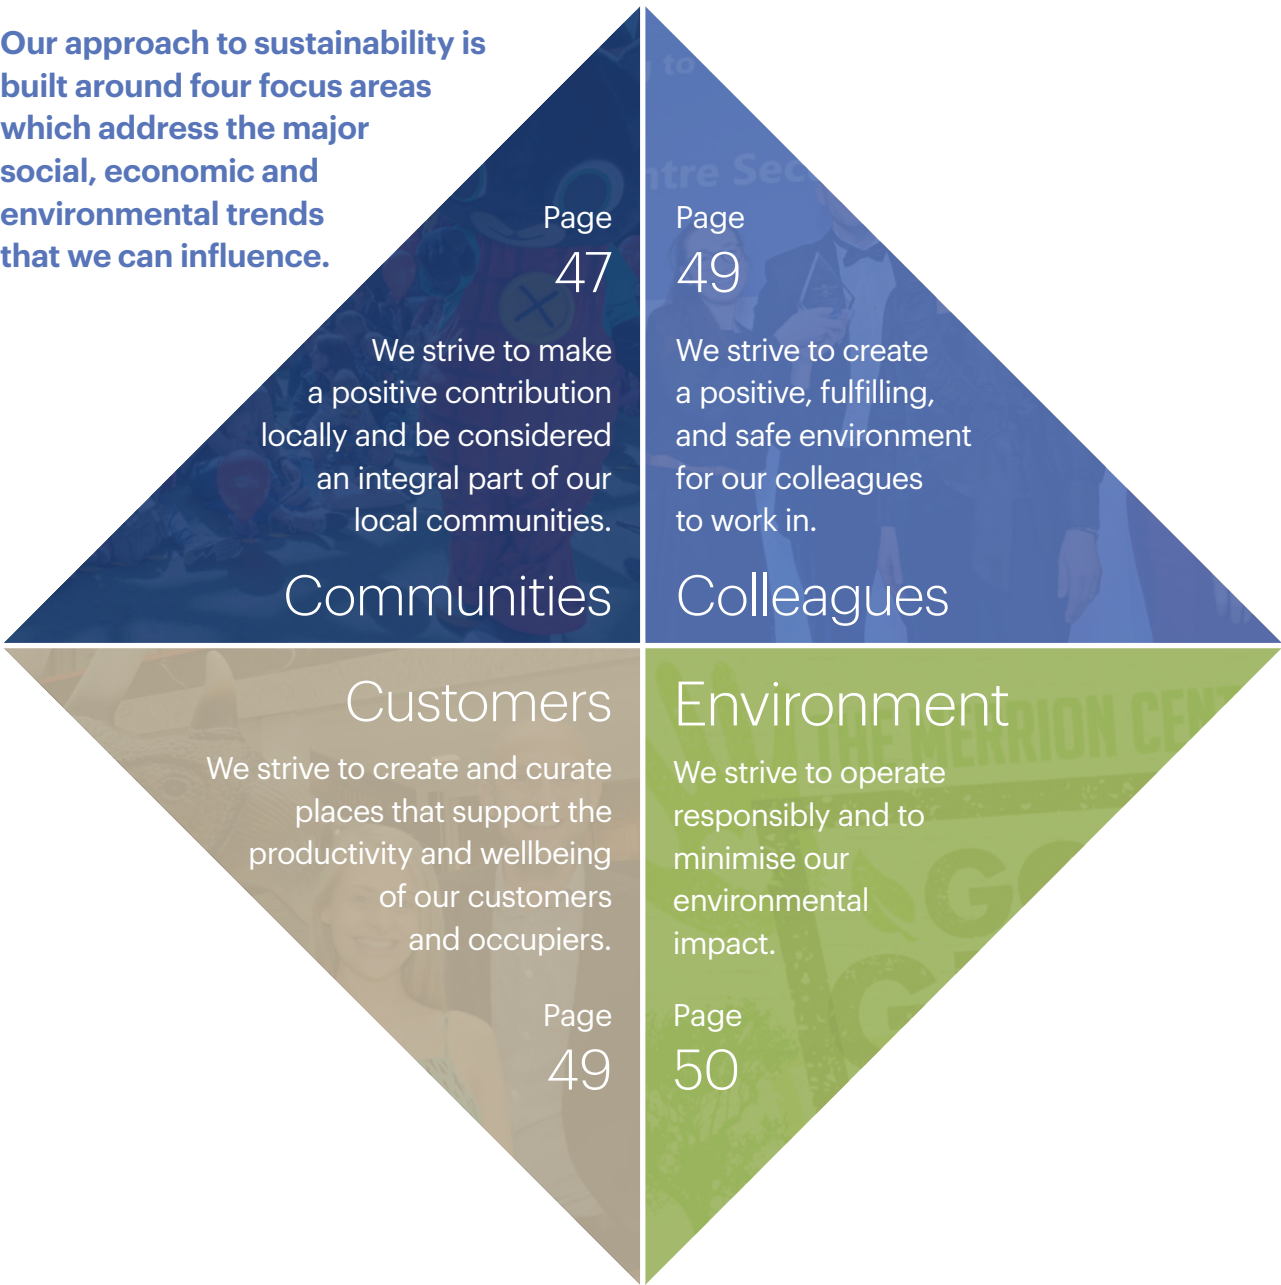 Our approach to sustainability is
built around four focus areas
which address the major
social, economic and
environmental trends
that we can influence.
Page
47
We strive to make
a positive contribution
locally and be considered
an integral part of our
local communities.
Communities
Page
49
We strive to create
a positive, fulfilling,
and safe environment
for our colleagues
to work in.
Colleagues
Customers
We strive to create and curate
places that support the
productivity and wellbeing
of our customers
and occupiers.
Page
49
Environment
We strive to operate
responsibly and to
minimise our
environmental
impact.
Page
50
THE MERRION CEN